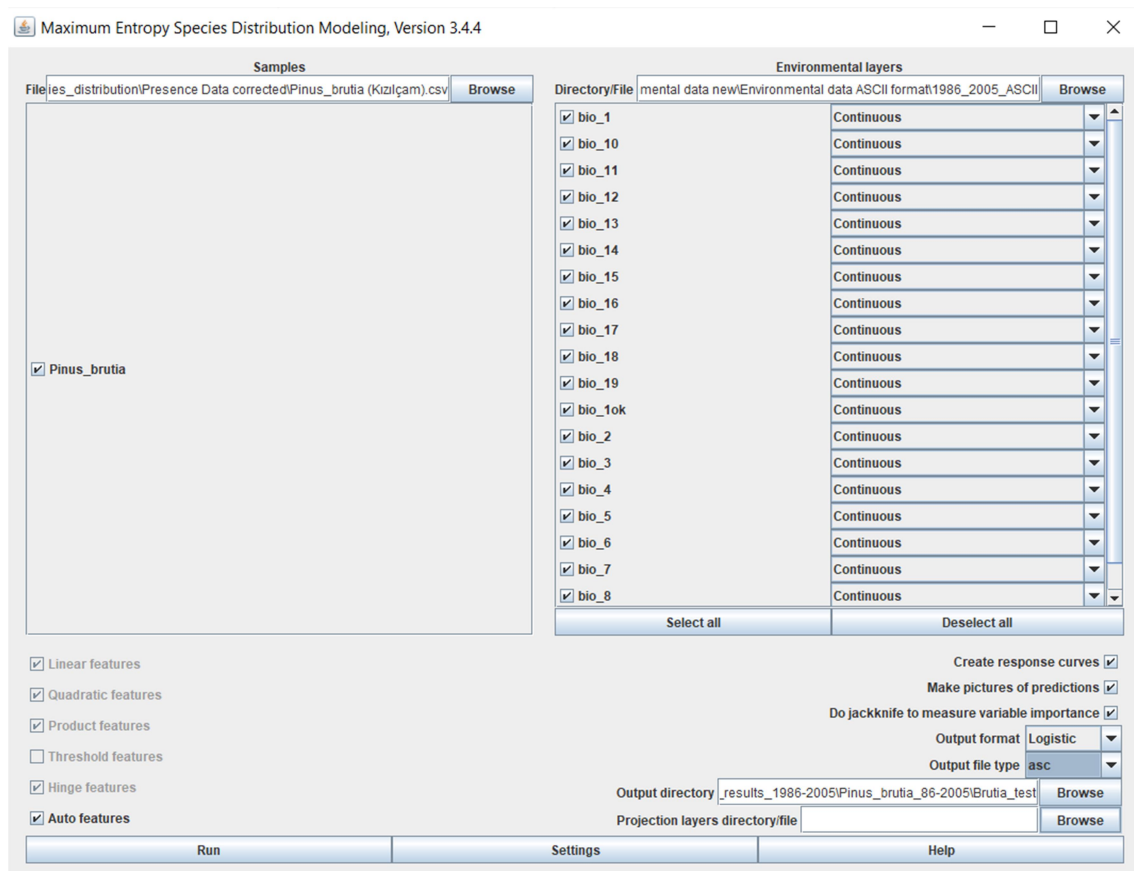 Maximum Entropy Species Distribution Modeling, Version 3.4.4
Samples
File ies_distribution\Presence Data corrected\Pinus_brutia (Kızılçam).csv Browse
Pinus_brutia
Environmental layers
Directory/File mental data new\Environmental data ASCII format\1986_2005_ASCII Browse
bio_1 Continuous
bio_10 Continuous
bio_11 Continuous
bio_12 Continuous
bio_13 Continuous
bio_14 Continuous
bio_15 Continuous
bio_16 Continuous
bio_17 Continuous
bio_18 Continuous
bio_19 Continuous
bio_1ok Continuous
bio_2 Continuous
bio_3 Continuous
bio_4 Continuous
bio_5 Continuous
bio_6 Continuous
bio_7 Continuous
bio_8 Continuous
Select all Deselect all
Linear features
Quadratic features
Product features
Threshold features
Hinge features
Auto features
Create response curves
Make pictures of predictions
Do jackknife to measure variable importance
Output format Logistic
Output file type asc
Output directory _results_1986-2005\Pinus_brutia_86-2005\Brutia_test Browse
Projection layers directory/file Browse
Run Settings Help